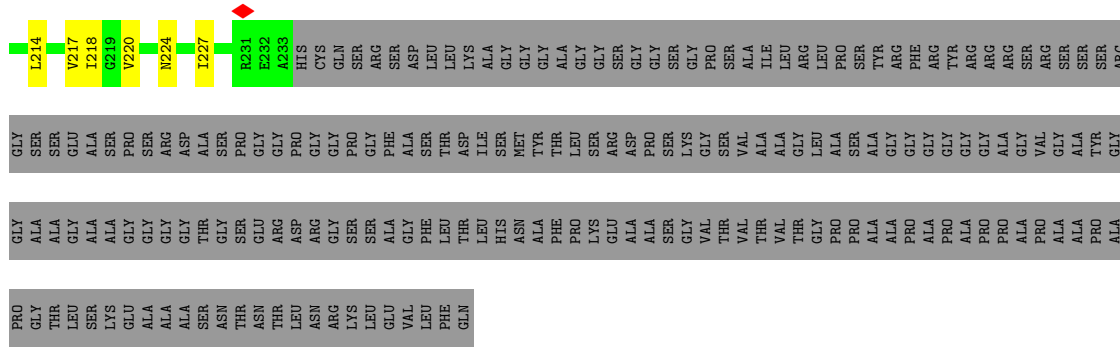 L214 V217 I218 G219 V220 N224 I227 R231 E232 A233 HIS CYS GLN SER ARG SER ASP LEU LEU LYS ALA GLY GLY GLY ALA GLY GLY SER GLY GLY SER GLY PRO SER ALA ILE LEU ARG LEU PRO SER TYR ARG PHE ARG TYR ARG ARG ARG SER ARG SER SER SER ARG
GLY SER SER GLU ALA SER PRO SER ARG ASP ALA SER PRO GLY GLY PRO GLY GLY PRO GLY PHE ALA SER THR ASP ILE SER MET TYR THR LEU SER ARG ASP PRO SER LYS GLY SER VAL ALA ALA GLY LEU ALA SER ALA GLY GLY GLY GLY GLY ALA GLY VAL GLY ALA TYR GLY
GLY ALA ALA GLY ALA ALA GLY GLY GLY THR GLY SER GLU ARG ASP ARG GLY SER SER ALA GLY PHE LEU THR LEU HIS ASN ALA PHE PRO LYS GLU ALA ALA SER GLY VAL THR VAL THR VAL THR GLY PRO PRO ALA ALA PRO ALA PRO ALA PRO PRO ALA PRO ALA ALA PRO ALA
PRO GLY THR LEU SER LYS GLU ALA ALA ALA SER ASN THR ASN THR LEU ASN ARG LYS LEU GLU VAL LEU PHE GLN